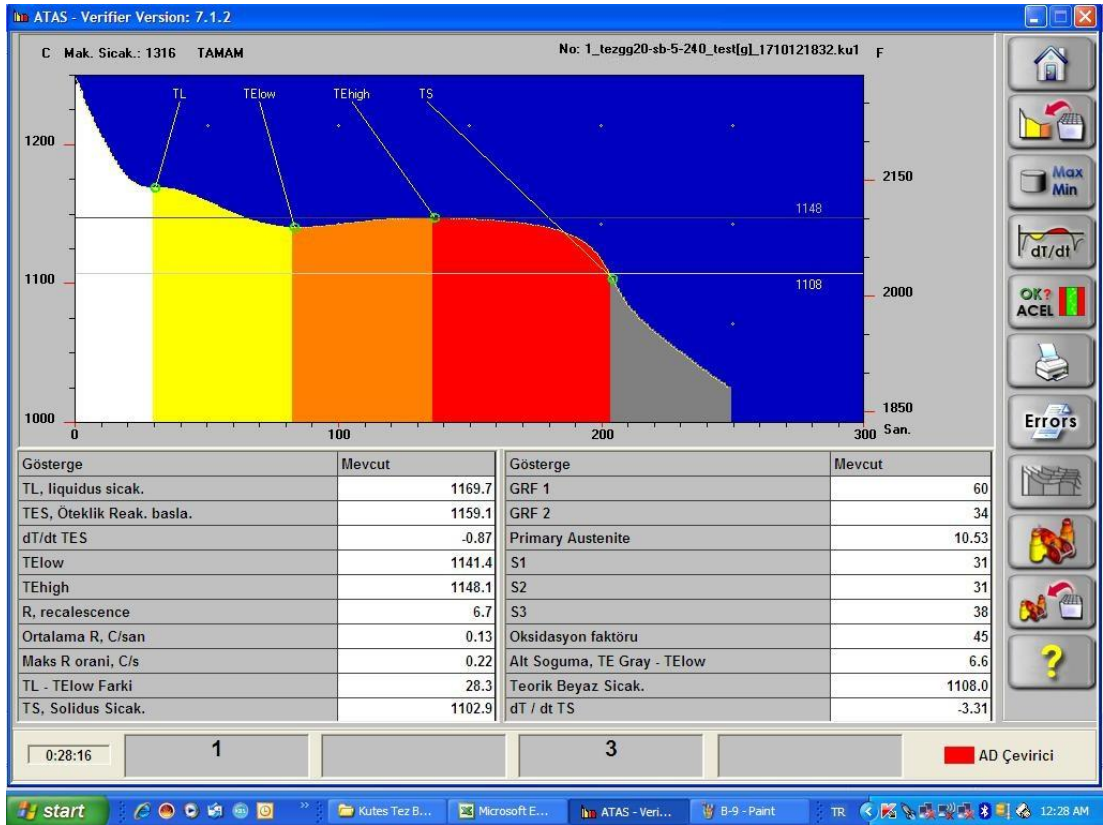 ATAS - Verifier Version: 7.1.2
C Mak. Sicak.: 1316 TAMAM No: 1_tezgg20-sb-5-240_test[g]_1710121832.ku1 F
TL TElow TEhigh TS
1200
2150
1148
1100
1108
2000
1000
1850
0 100 200 300 San.
Max
Min
dT/dt
OK?
ACEL
Errors
?
Gösterge Mevcut Gösterge Mevcut
TL, liquidus sicak. 1169.7 GRF 1 60
TES, Öteklik Reak. basla. 1159.1 GRF 2 34
dT/dt TES -0.87 Primary Austenite 10.53
TElow 1141.4 S1 31
TEhigh 1148.1 S2 31
R, recalescence 6.7 S3 38
Ortalama R, C/san 0.13 Oksidasyon faktöru 45
Maks R orani, C/s 0.22 Alt Soguma, TE Gray - TElow 6.6
TL - TElow Farki 28.3 Teorik Beyaz Sicak. 1108.0
TS, Solidus Sicak. 1102.9 dT / dt TS -3.31
0:28:16 1 3 AD Çevirici
start Kutes Tez B... Microsoft E... ATAS - Veri... B-9 - Paint TR 12:28 AM